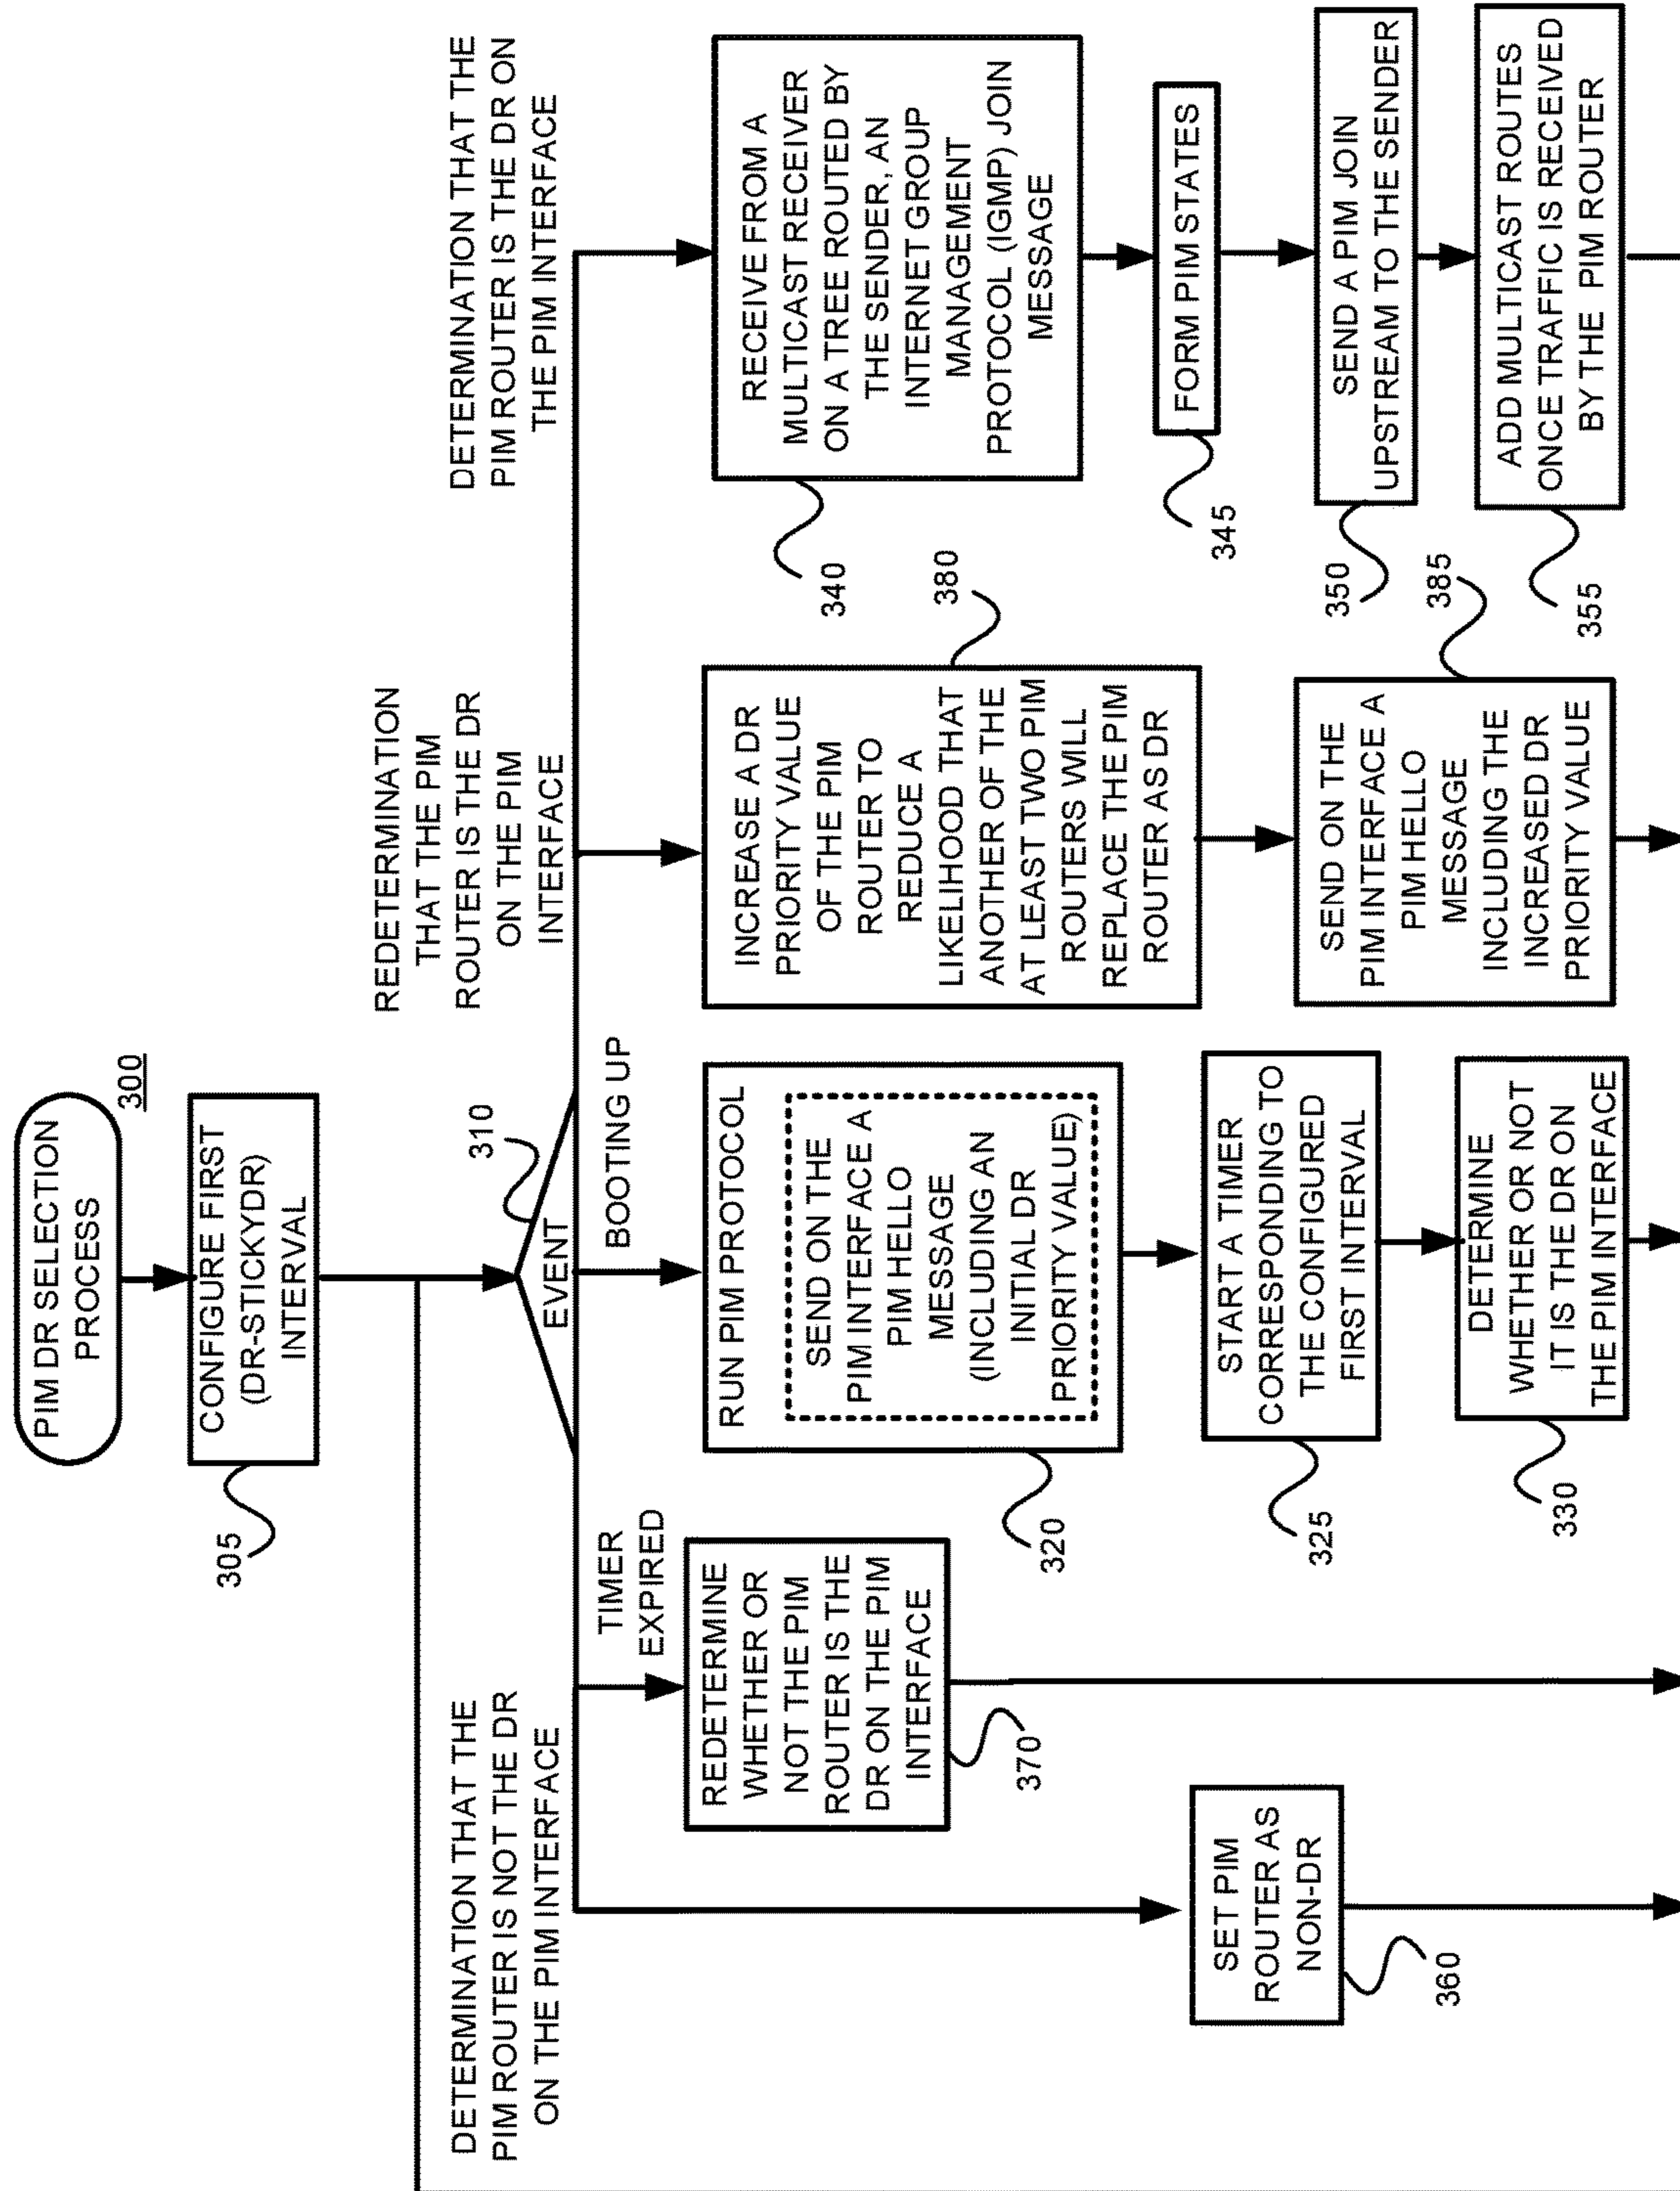 PIM DR SELECTION
PROCESS
300
CONFIGURE FIRST
(DR-STICKYDR)
INTERVAL
305
310
EVENT
DETERMINATION THAT THE
PIM ROUTER IS NOT THE DR
ON THE PIM INTERFACE
SET PIM
ROUTER AS
NON-DR
360
TIMER
EXPIRED
REDETERMINE
WHETHER OR
NOT THE PIM
ROUTER IS THE
DR ON THE PIM
INTERFACE
370
BOOTING UP
RUN PIM PROTOCOL
SEND ON THE
PIM INTERFACE A
PIM HELLO
MESSAGE
(INCLUDING AN
INITIAL DR
PRIORITY VALUE)
320
START A TIMER
CORRESPONDING TO
THE CONFIGURED
FIRST INTERVAL
325
DETERMINE
WHETHER OR NOT
IT IS THE DR ON
THE PIM INTERFACE
330
REDETERMINATION
THAT THE PIM
ROUTER IS THE DR
ON THE PIM
INTERFACE
INCREASE A DR
PRIORITY VALUE
OF THE PIM
ROUTER TO
REDUCE A
LIKELIHOOD THAT
ANOTHER OF THE
AT LEAST TWO PIM
ROUTERS WILL
REPLACE THE PIM
ROUTER AS DR
380
SEND ON THE
PIM INTERFACE A
PIM HELLO
MESSAGE
INCLUDING THE
INCREASED DR
PRIORITY VALUE
385
DETERMINATION THAT THE
PIM ROUTER IS THE DR ON
THE PIM INTERFACE
RECEIVE FROM A
MULTICAST RECEIVER
ON A TREE ROUTED BY
THE SENDER, AN
INTERNET GROUP
MANAGEMENT
PROTOCOL (IGMP) JOIN
MESSAGE
340
FORM PIM STATES
345
SEND A PIM JOIN
UPSTREAM TO THE SENDER
350
ADD MULTICAST ROUTES
ONCE TRAFFIC IS RECEIVED
BY THE PIM ROUTER
355